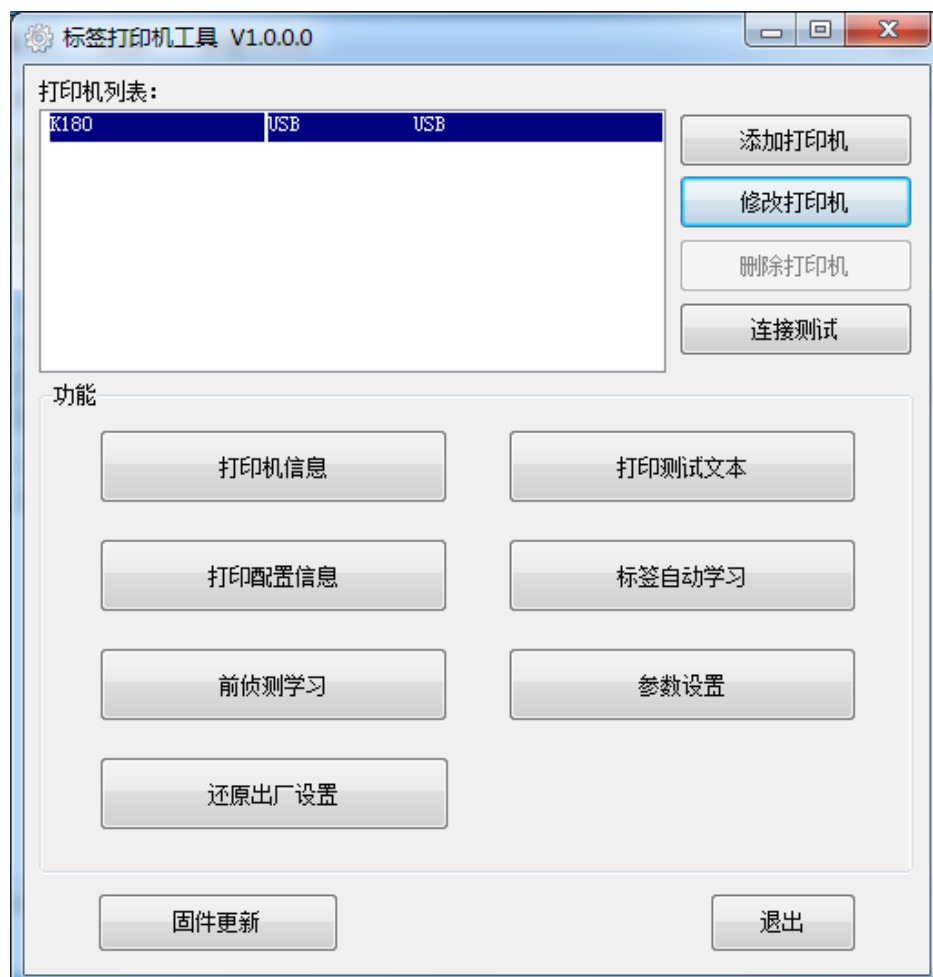 标签打印机工具 V1.0.0.0
打印机列表：
K180 USB USB
添加打印机
修改打印机
删除打印机
连接测试
功能
打印机信息 打印测试文本
打印配置信息 标签自动学习
前侦测学习 参数设置
还原出厂设置
固件更新 退出